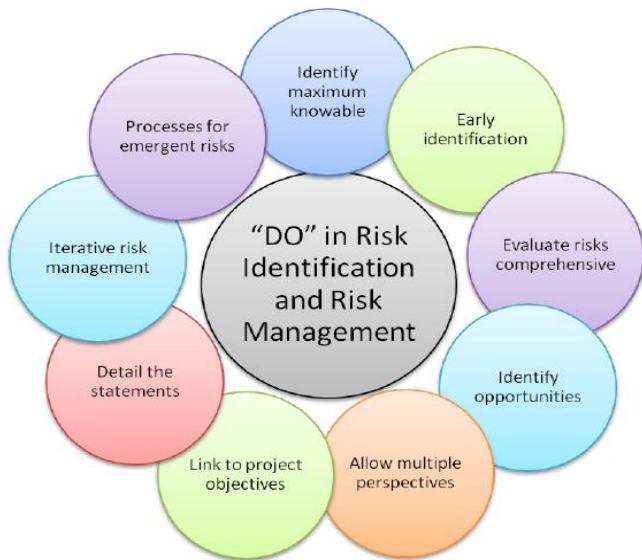 Identify
maximum
knowable
Early
identification
Evaluate risks
comprehensive
Identify
opportunities
Allow multiple
perspectives
Link to project
objectives
Detail the
statements
Iterative risk
management
Processes for
emergent risks
“DO” in Risk
Identification
and Risk
Management